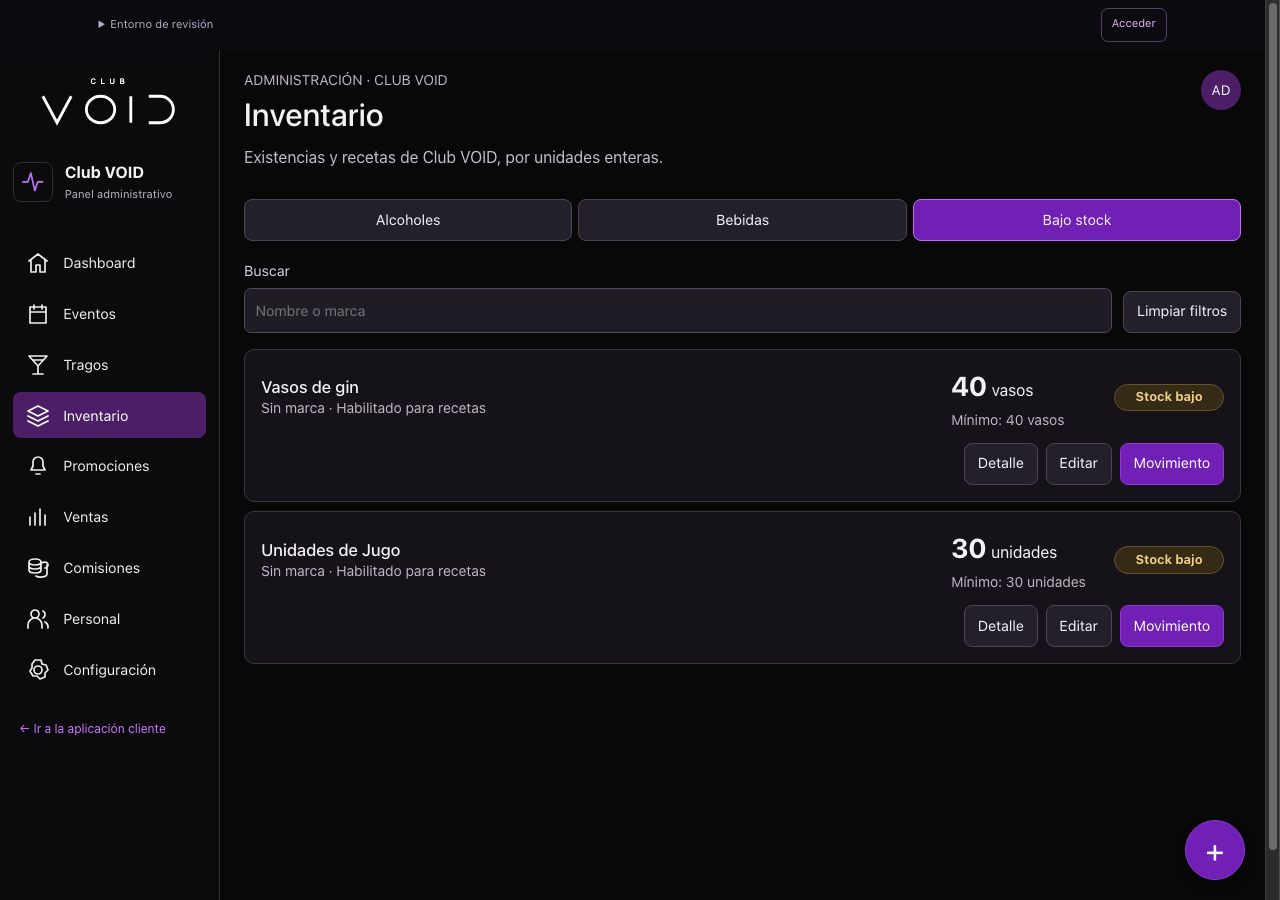 ▶ Entorno de revisión
Acceder
CLUB
VOID
Club VOID
Panel administrativo
Dashboard
Eventos
Tragos
Inventario
Promociones
Ventas
Comisiones
Personal
Configuración
← Ir a la aplicación cliente
ADMINISTRACIÓN · CLUB VOID
AD
Inventario
Existencias y recetas de Club VOID, por unidades enteras.
Alcoholes
Bebidas
Bajo stock
Buscar
Nombre o marca
Limpiar filtros
Vasos de gin
Sin marca · Habilitado para recetas
40 vasos
Mínimo: 40 vasos
Stock bajo
Detalle
Editar
Movimiento
Unidades de Jugo
Sin marca · Habilitado para recetas
30 unidades
Mínimo: 30 unidades
Stock bajo
Detalle
Editar
Movimiento
+